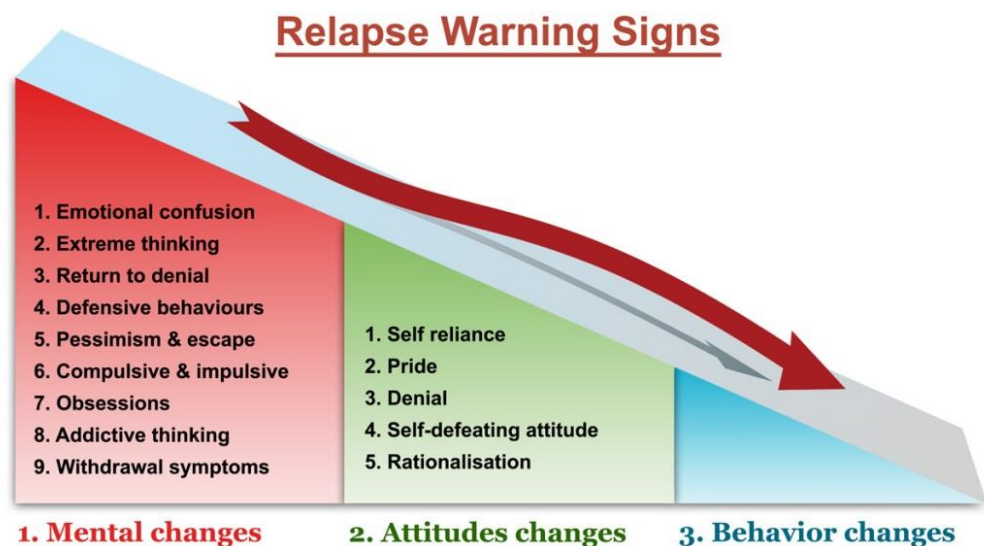 Relapse Warning Signs
1. Emotional confusion
2. Extreme thinking
3. Return to denial
4. Defensive behaviours
5. Pessimism & escape
6. Compulsive & impulsive
7. Obsessions
8. Addictive thinking
9. Withdrawal symptoms
1. Self reliance
2. Pride
3. Denial
4. Self-defeating attitude
5. Rationalisation
1. Mental changes
2. Attitudes changes
3. Behavior changes